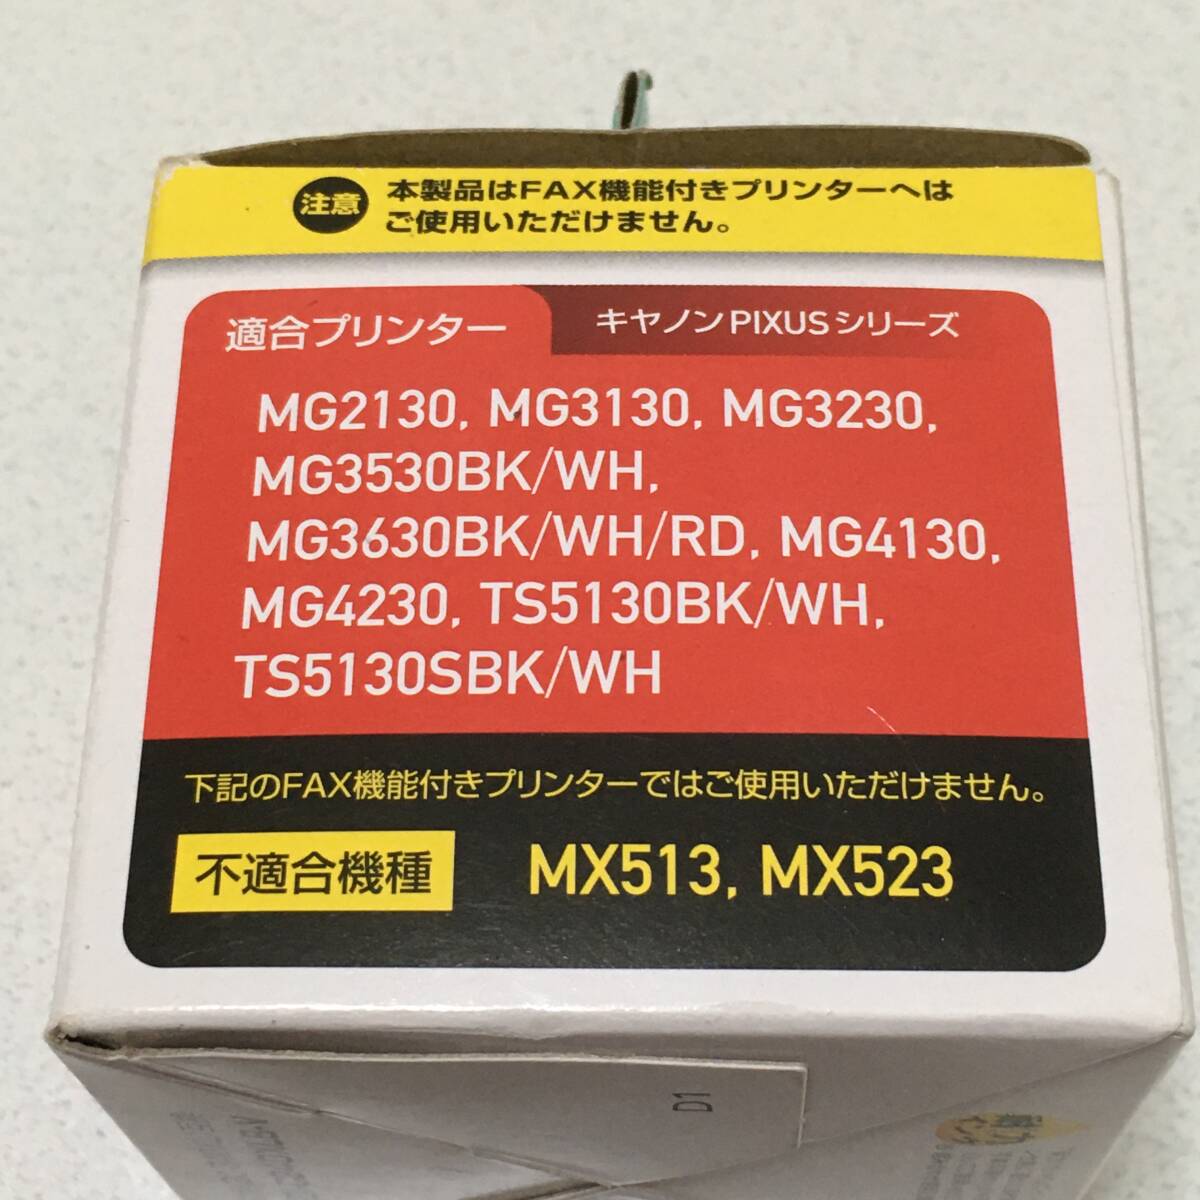 注意
本製品はFAX機能付きプリンターへは
ご使用いただけません。
適合プリンター
キヤノンPIXUSシリーズ
MG2130, MG3130, MG3230,
MG3530BK/WH,
MG3630BK/WH/RD, MG4130,
MG4230, TS5130BK/WH,
TS5130SBK/WH
下記のFAX機能付きプリンターではご使用いただけません。
不適合機種
MX513, MX523
D1